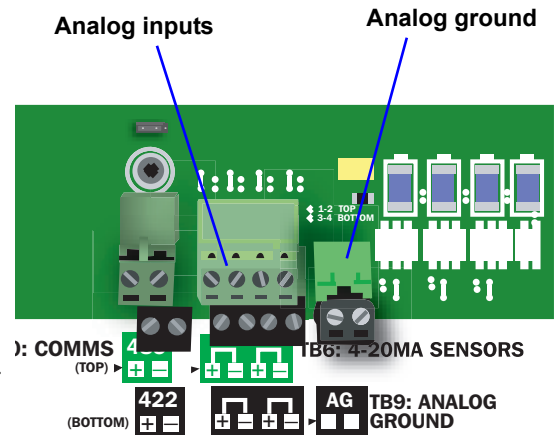 Analog inputs
Analog ground
1-2 TOP
3-4 BOTTOM
): COMMS
TB6: 4-20MA SENSORS
(TOP)
+ − + − + −
422
AG
TB9: ANALOG
(BOTTOM)
GROUND
+ − + − + −